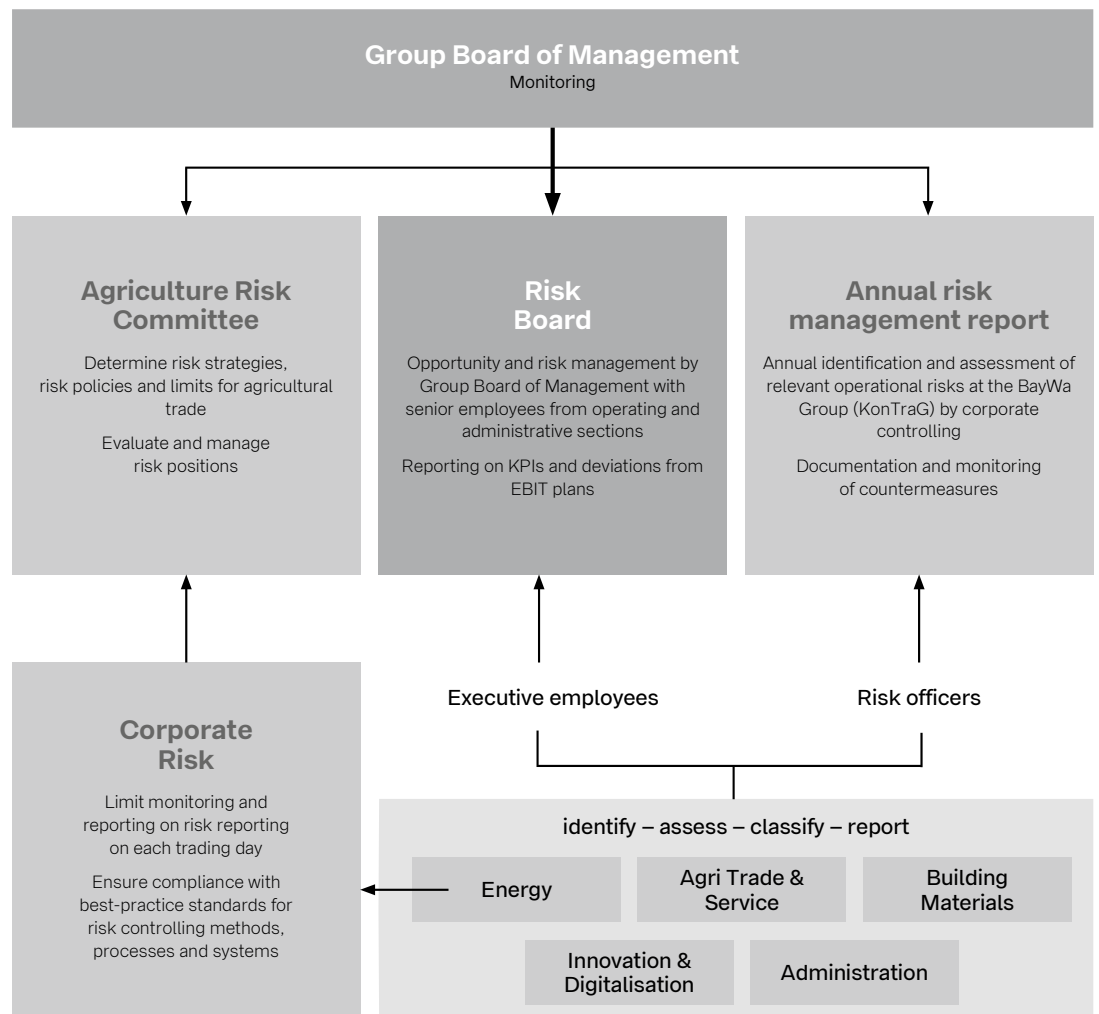 Group Board of Management
Monitoring
Agriculture Risk
Committee
Determine risk strategies,
risk policies and limits for agricultural
trade
Evaluate and manage
risk positions
Risk
Board
Opportunity and risk management by
Group Board of Management with
senior employees from operating and
administrative sections
Reporting on KPIs and deviations from
EBIT plans
Annual risk
management report
Annual identification and assessment of
relevant operational risks at the BayWa
Group (KonTraG) by corporate
controlling
Documentation and monitoring
of countermeasures
Corporate
Risk
Limit monitoring and
reporting on risk reporting
on each trading day
Ensure compliance with
best-practice standards for
risk controlling methods,
processes and systems
Executive employees
Risk officers
identify – assess – classify – report
Energy
Agri Trade &
Service
Building
Materials
Innovation &
Digitalisation
Administration